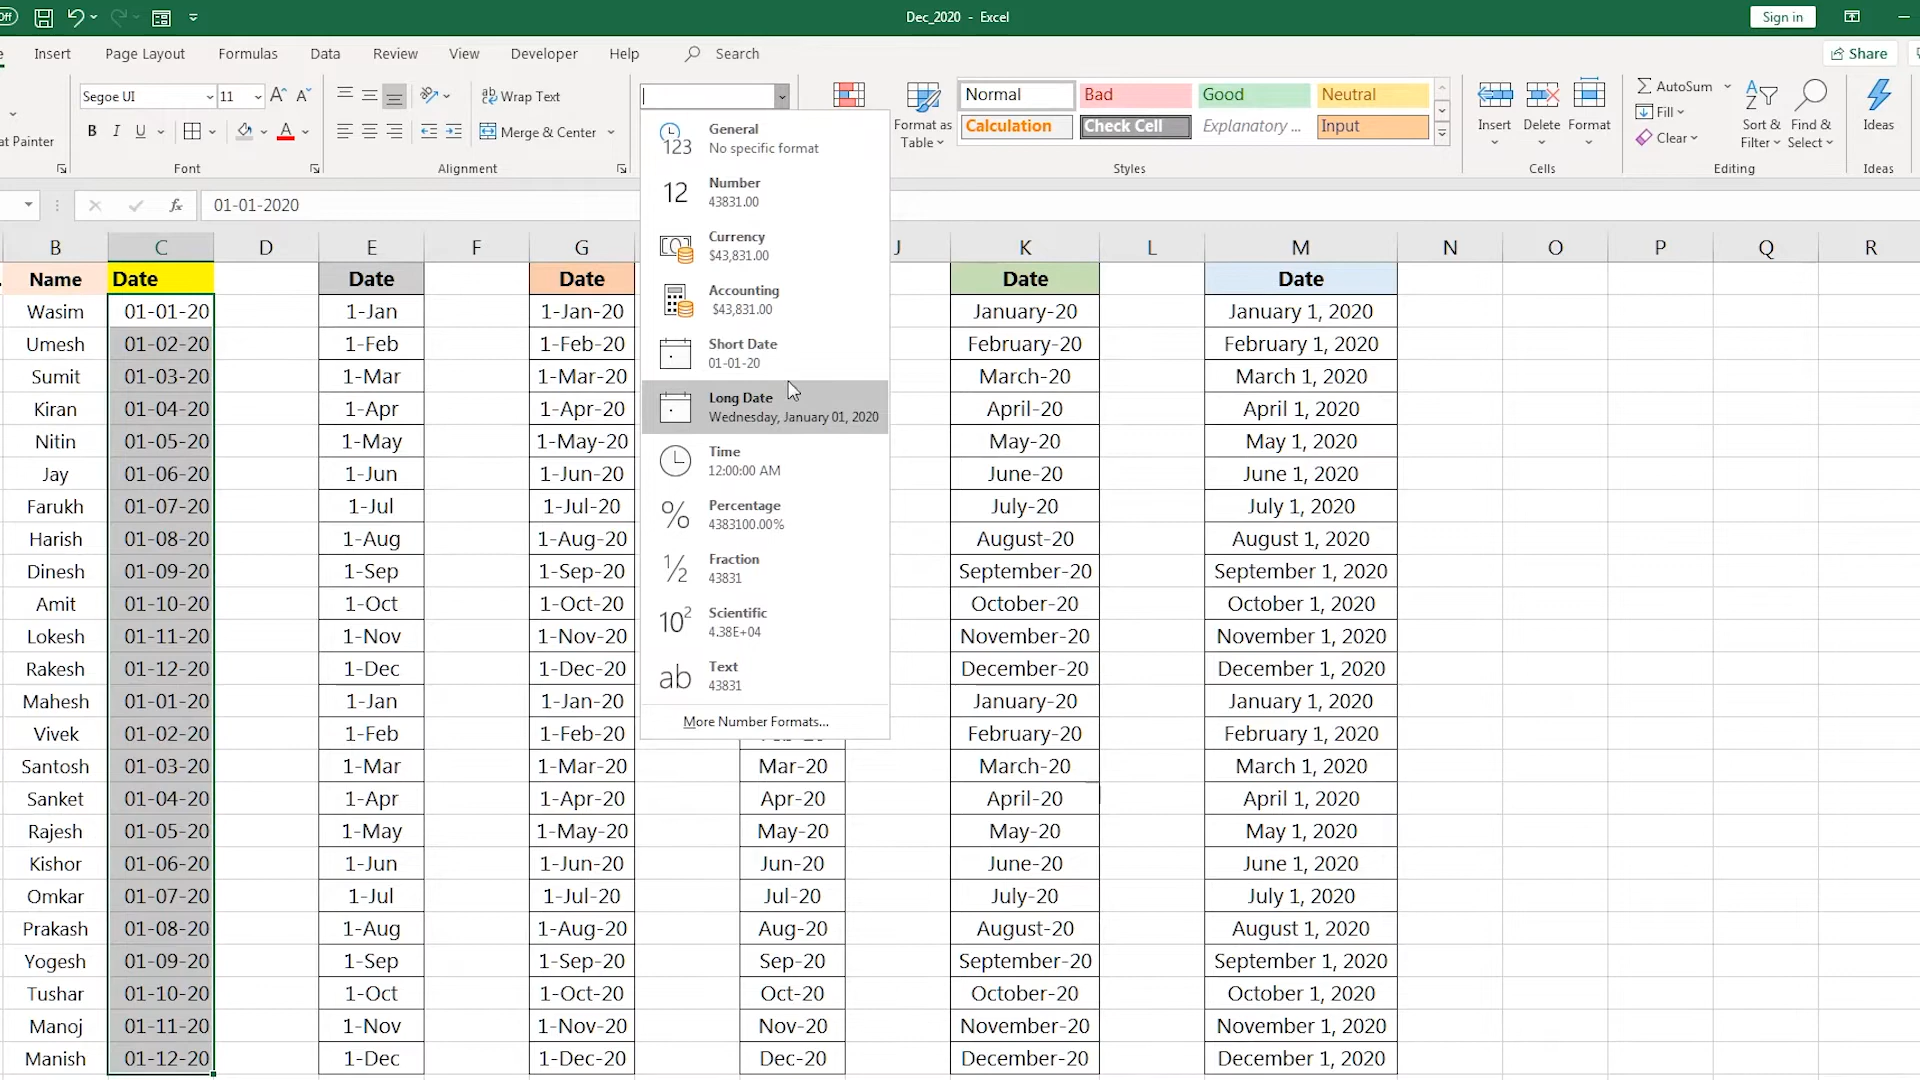 Off Dec_2020 - Excel Sign in
Insert Page Layout Formulas Data Review View Developer Help Search Share
Segoe UI 11 A A Wrap Text Format as Table Normal Bad Good Neutral AutoSum
at Painter B I U A Merge & Center Calculation Check Cell Explanatory ... Input Insert Delete Format Fill Clear Sort & Filter Find & Select Ideas
Font Alignment Styles Cells Editing Ideas
fx 01-01-2020
General
No specific format
123
Number
43831.00
12
Currency
$43,831.00
Accounting
$43,831.00
Short Date
01-01-20
Long Date
Wednesday, January 01, 2020
Time
12:00:00 AM
Percentage
4383100.00%
%
Fraction
43831
1/2
Scientific
4.38E+04
10²
Text
43831
ab
More Number Formats...
B C D E F G J K L M N O P Q R
Name Date Date Date Date Date
Wasim 01-01-20 1-Jan 1-Jan-20 January-20 January 1, 2020
Umesh 01-02-20 1-Feb 1-Feb-20 February-20 February 1, 2020
Sumit 01-03-20 1-Mar 1-Mar-20 March-20 March 1, 2020
Kiran 01-04-20 1-Apr 1-Apr-20 April-20 April 1, 2020
Nitin 01-05-20 1-May 1-May-20 May-20 May 1, 2020
Jay 01-06-20 1-Jun 1-Jun-20 June-20 June 1, 2020
Farukh 01-07-20 1-Jul 1-Jul-20 July-20 July 1, 2020
Harish 01-08-20 1-Aug 1-Aug-20 August-20 August 1, 2020
Dinesh 01-09-20 1-Sep 1-Sep-20 September-20 September 1, 2020
Amit 01-10-20 1-Oct 1-Oct-20 October-20 October 1, 2020
Lokesh 01-11-20 1-Nov 1-Nov-20 November-20 November 1, 2020
Rakesh 01-12-20 1-Dec 1-Dec-20 December-20 December 1, 2020
Mahesh 01-01-20 1-Jan 1-Jan-20 January-20 January 1, 2020
Vivek 01-02-20 1-Feb 1-Feb-20 February-20 February 1, 2020
Santosh 01-03-20 1-Mar 1-Mar-20 Mar-20 March-20 March 1, 2020
Sanket 01-04-20 1-Apr 1-Apr-20 Apr-20 April-20 April 1, 2020
Rajesh 01-05-20 1-May 1-May-20 May-20 May-20 May 1, 2020
Kishor 01-06-20 1-Jun 1-Jun-20 Jun-20 June-20 June 1, 2020
Omkar 01-07-20 1-Jul 1-Jul-20 Jul-20 July-20 July 1, 2020
Prakash 01-08-20 1-Aug 1-Aug-20 Aug-20 August-20 August 1, 2020
Yogesh 01-09-20 1-Sep 1-Sep-20 Sep-20 September-20 September 1, 2020
Tushar 01-10-20 1-Oct 1-Oct-20 Oct-20 October-20 October 1, 2020
Manoj 01-11-20 1-Nov 1-Nov-20 Nov-20 November-20 November 1, 2020
Manish 01-12-20 1-Dec 1-Dec-20 Dec-20 December-20 December 1, 2020